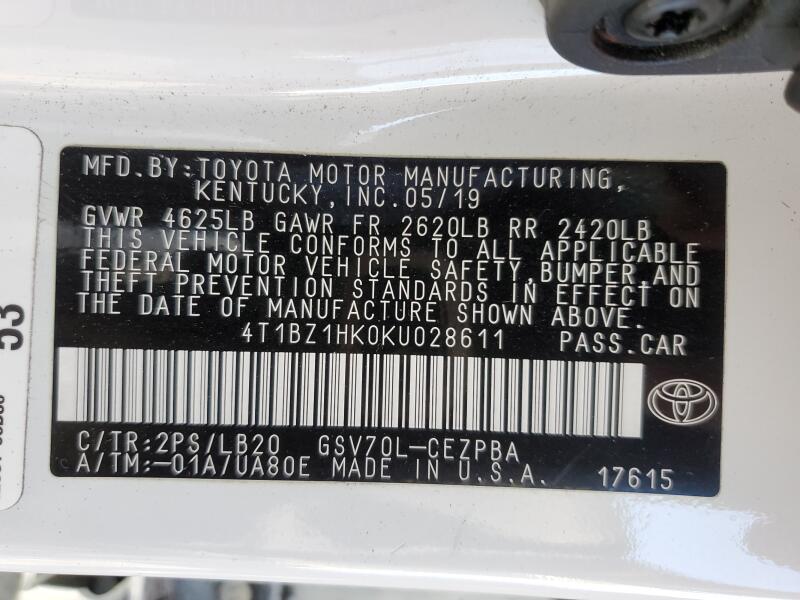 MFD.BY:TOYOTA MOTOR MANUFACTURING,
KENTUCKY, INC.05/19
GVWR 4625LB GAWR FR 2620LB RR 2420LB
THIS VEHICLE CONFORMS TO ALL APPLICABLE
FEDERAL MOTOR VEHICLE SAFETY, BUMPER, AND
THEFT PREVENTION STANDARDS IN EFFECT ON
THE DATE OF MANUFACTURE SHOWN ABOVE.
4T1BZ1HK0KU028611 PASS.CAR
C/TR:2PS/LB20 GSV70L-CEZPBA
A/TM:-01A/UA80E MADE IN U.S.A. 17615
53